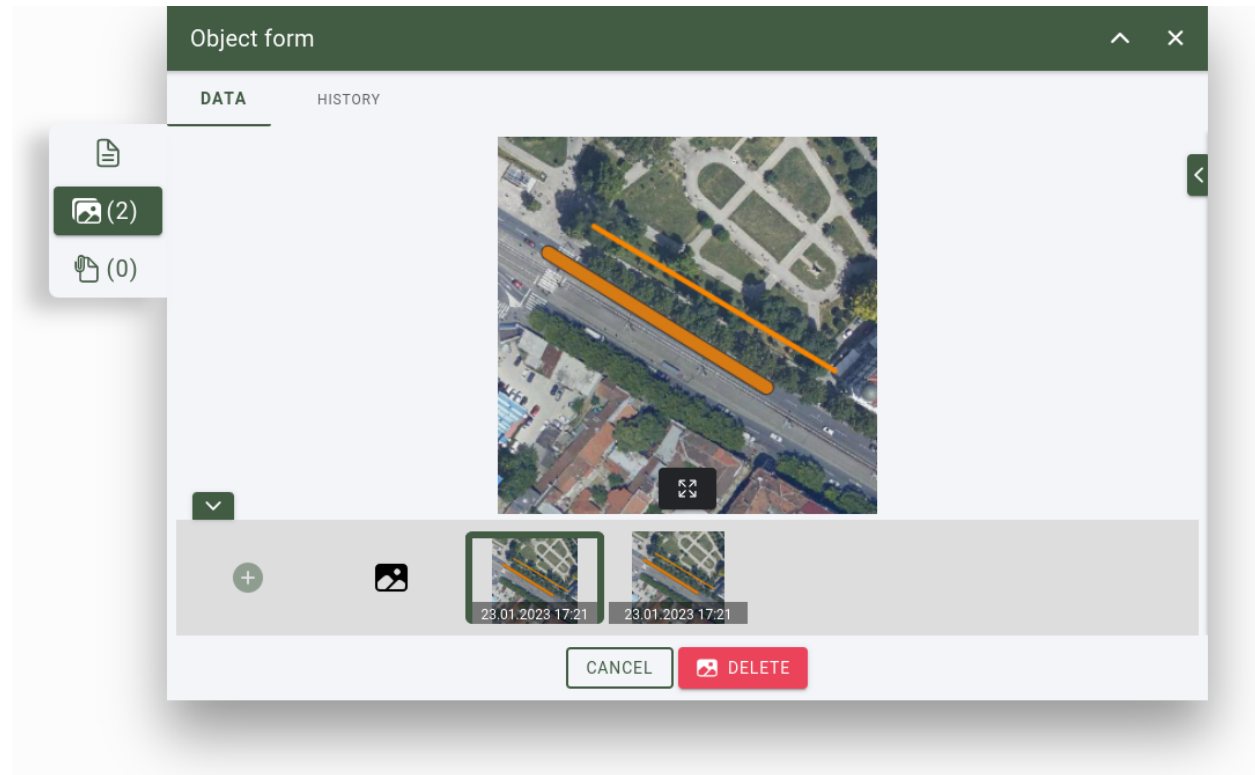 Object form
DATA HISTORY
(2)
(0)
23.01.2023 17:21 23.01.2023 17:21
CANCEL DELETE